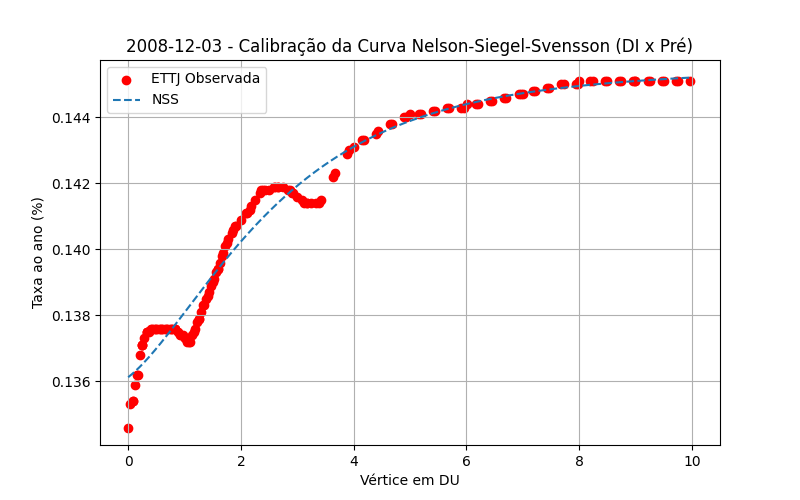 2008-12-03 - Calibração da Curva Nelson-Siegel-Svensson (DI x Pré)
ETTJ Observada
NSS
Taxa ao ano (%)
0.144
0.142
0.140
0.138
0.136
0 2 4 6 8 10
Vértice em DU